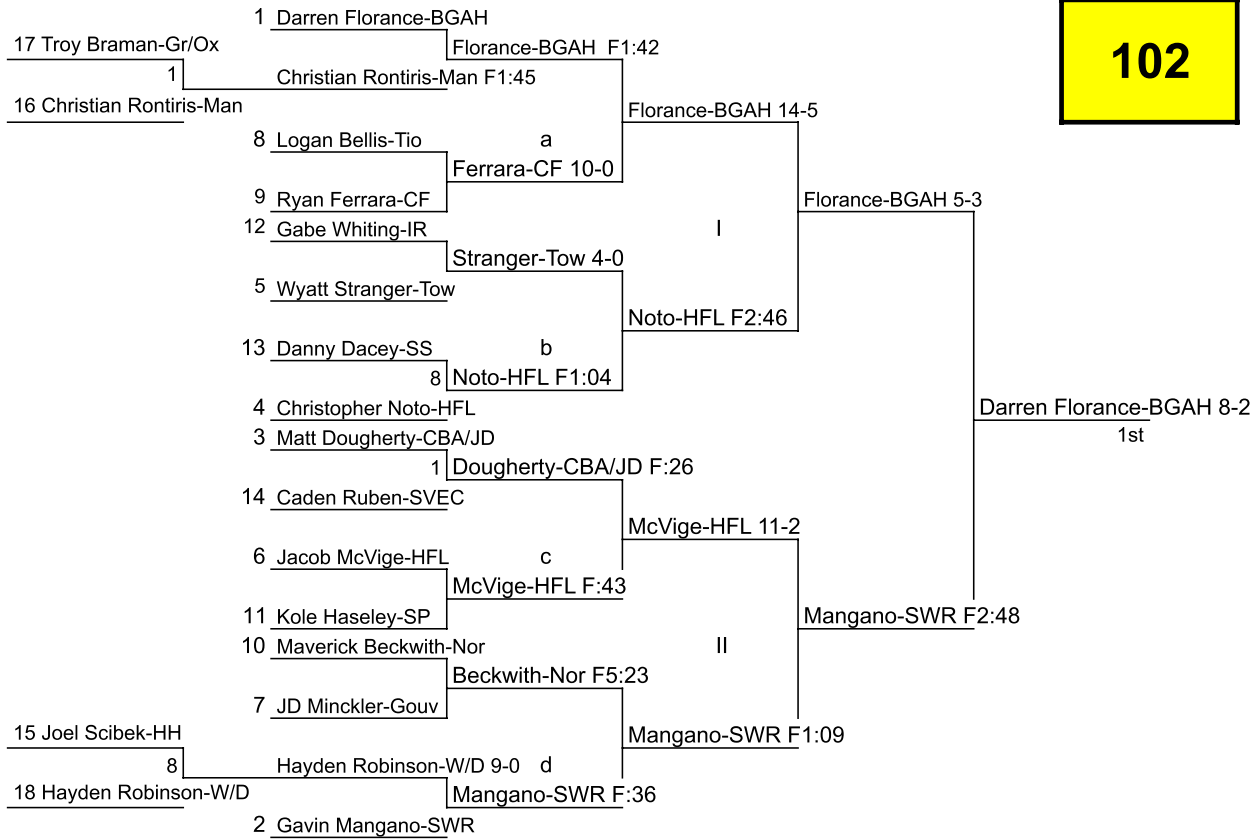 1 Darren Florance-BGAH
102
17 Troy Braman-Gr/Ox
Florance-BGAH F1:42
1
Christian Rontiris-Man F1:45
16 Christian Rontiris-Man
Florance-BGAH 14-5
8 Logan Bellis-Tio
a
Ferrara-CF 10-0
9 Ryan Ferrara-CF
Florance-BGAH 5-3
12 Gabe Whiting-IR
I
Stranger-Tow 4-0
5 Wyatt Stranger-Tow
Noto-HFL F2:46
13 Danny Dacey-SS
b
8 Noto-HFL F1:04
4 Christopher Noto-HFL
Darren Florance-BGAH 8-2
1st
3 Matt Dougherty-CBA/JD
1 Dougherty-CBA/JD F:26
14 Caden Ruben-SVEC
McVige-HFL 11-2
6 Jacob McVige-HFL
c
McVige-HFL F:43
11 Kole Haseley-SP
Mangano-SWR F2:48
10 Maverick Beckwith-Nor
II
Beckwith-Nor F5:23
7 JD Minckler-Gouv
15 Joel Scibek-HH
Mangano-SWR F1:09
8
Hayden Robinson-W/D 9-0
d
18 Hayden Robinson-W/D
Mangano-SWR F:36
2 Gavin Mangano-SWR